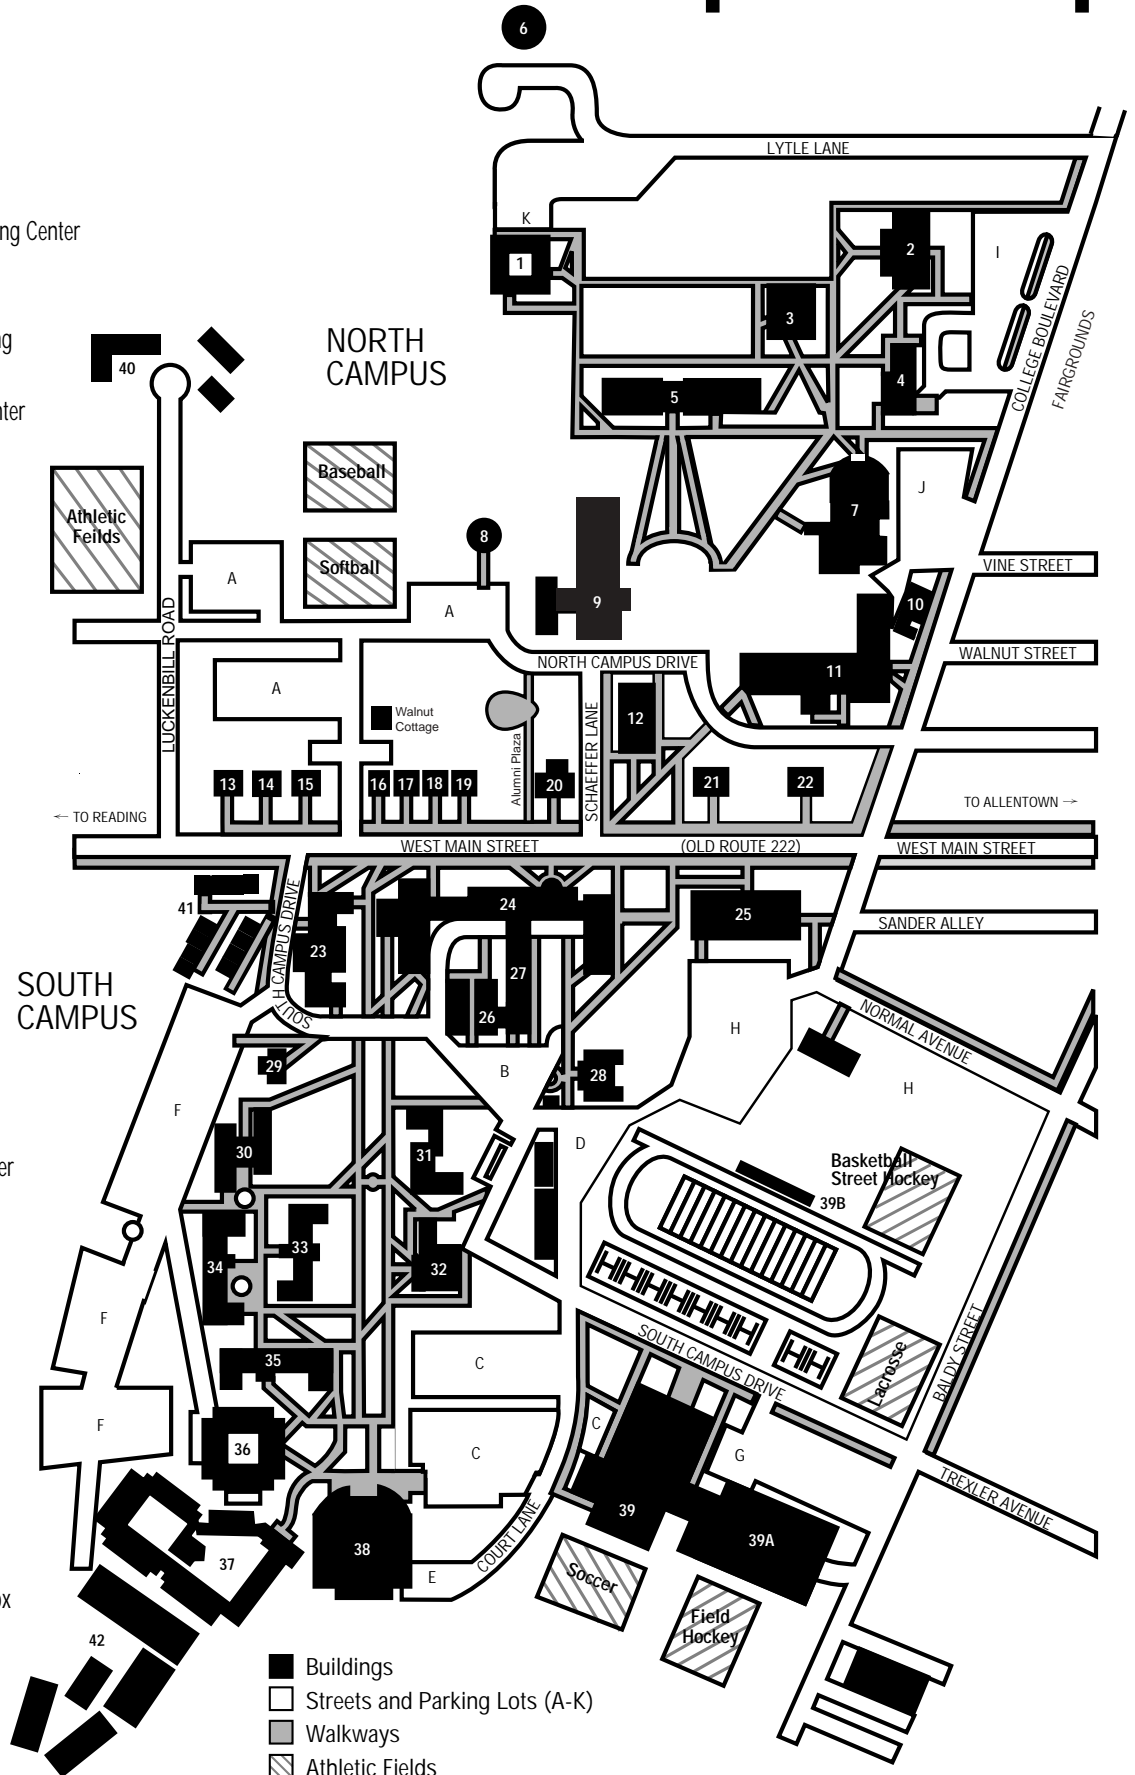 6
LYTLE LANE
K
ng Center
1
2
I
3
COLLEGE BOULEVARD
FAIRGROUNDS
g
NORTH
CAMPUS
40
4
5
nter
Baseball
J
7
Athletic
Feilds
8
Softball
VINE STREET
A
A
9
10
LUCKENBILL ROAD
WALNUT STREET
NORTH CAMPUS DRIVE
11
A
Walnut
Cottage
12
SCHAEFFER LANE
Alumni Plaza
13
14
15
16
17
18
19
20
21
22
← TO READING
TO ALLENTOWN →
WEST MAIN STREET
(OLD ROUTE 222)
WEST MAIN STREET
41
SOUTH CAMPUS DRIVE
23
24
25
SANDER ALLEY
27
SOUTH
CAMPUS
26
H
NORMAL AVENUE
29
B
28
H
F
30
31
D
er
Basketball
Street Hockey
39B
33
34
32
F
SOUTH CAMPUS DRIVE
BALDY STREET
35
C
Lacrosse
F
36
C
C
G
TREXLER AVENUE
39
39A
COURT LANE
38
37
E
Soccer
ox
Field
Hockey
42
Buildings
Streets and Parking Lots (A-K)
Walkways
Athletic Fields